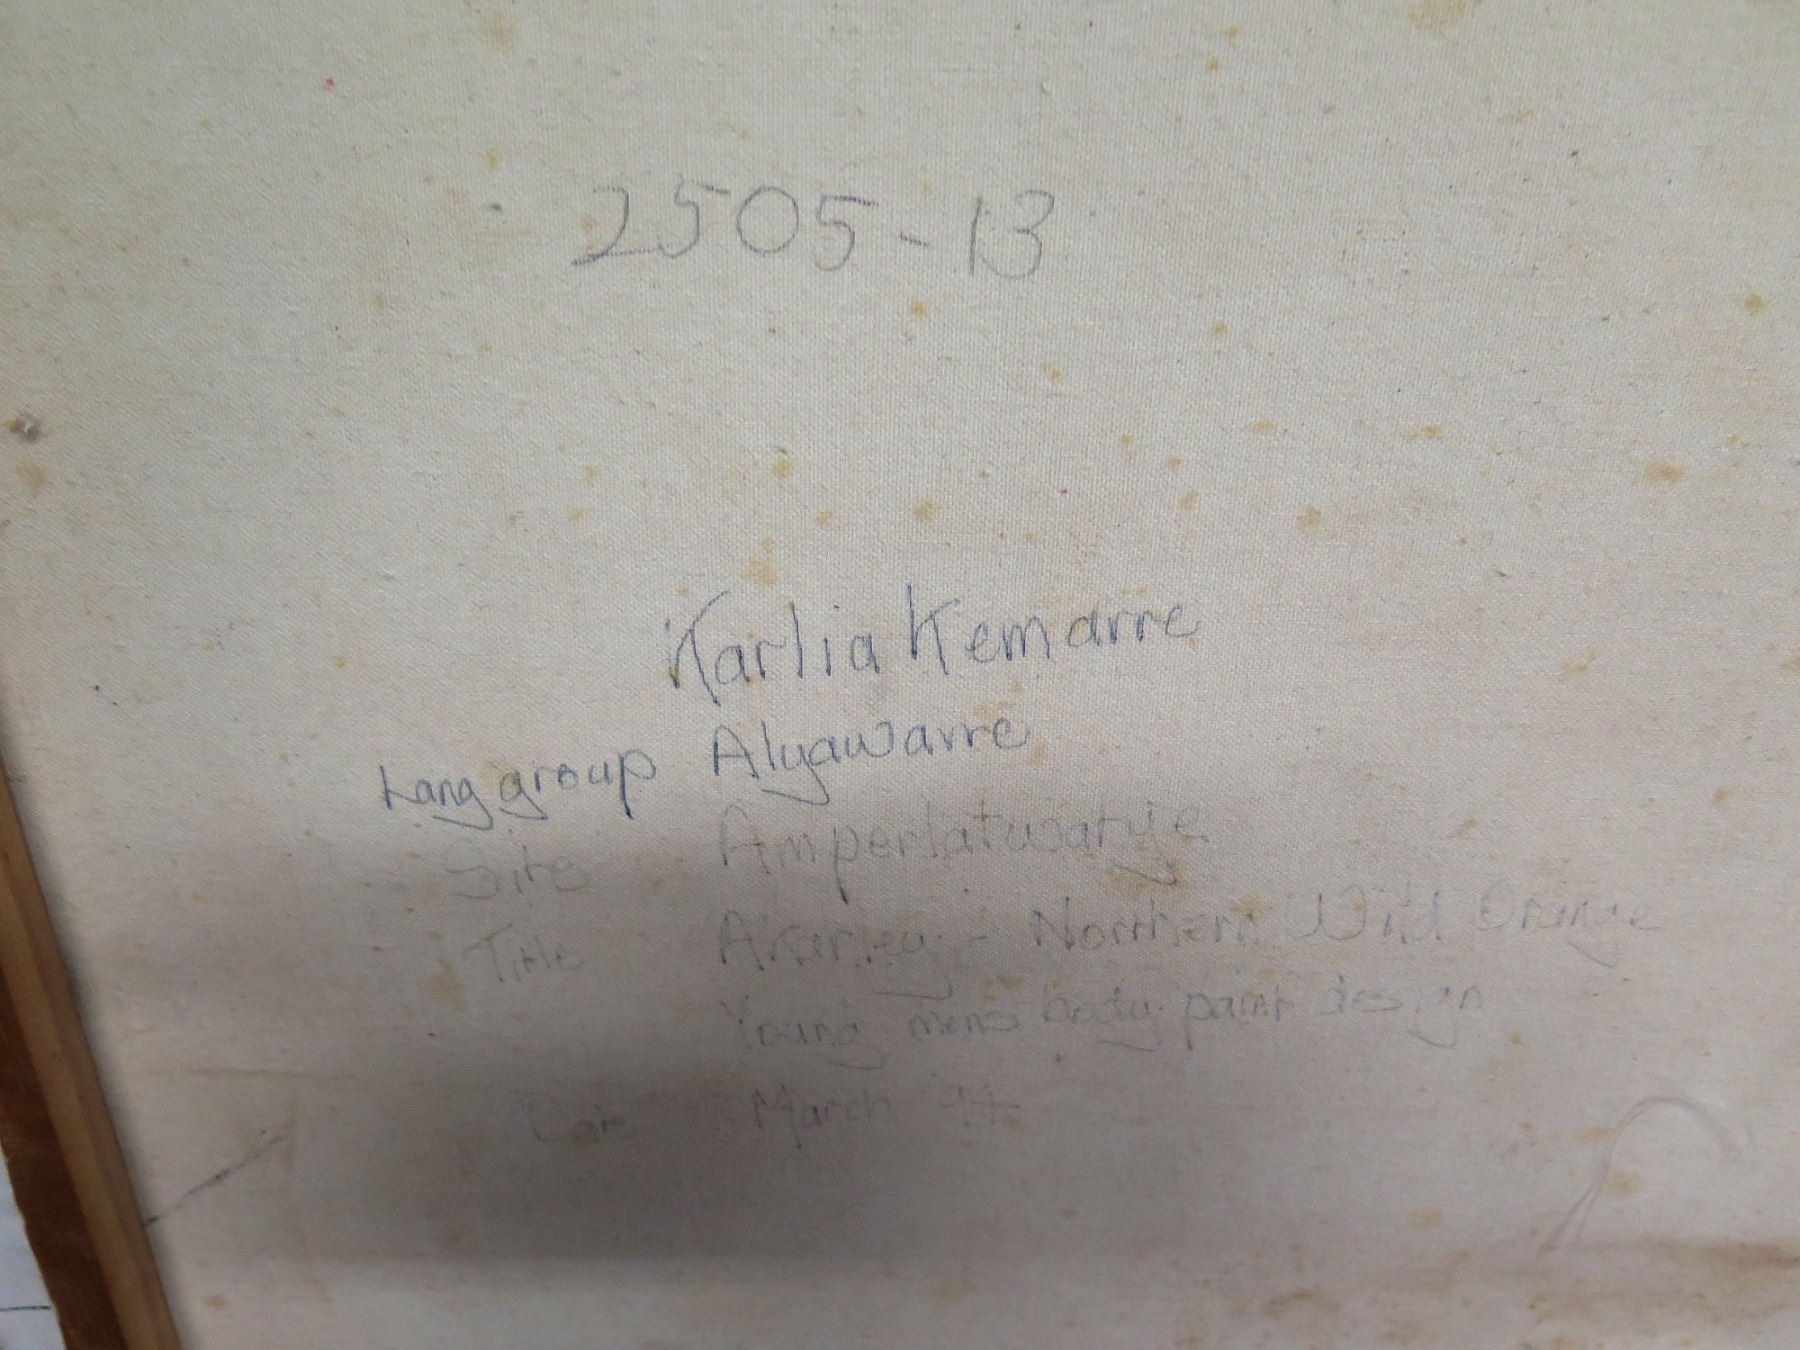 2505-13
Karlia Kemarre
Lang group Alyawarre
Site Amperlatwatye
Title Akarley - Northern Wild Orange
Young mens body paint design
Date March 94